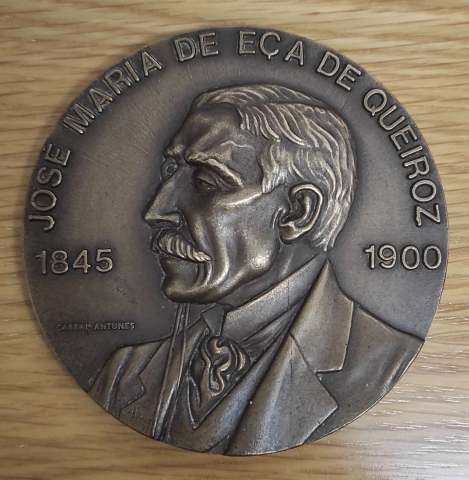 JOSÉ MARIA DE EÇA DE QUEIROZ
1845
1900
CABRAL ANTUNES